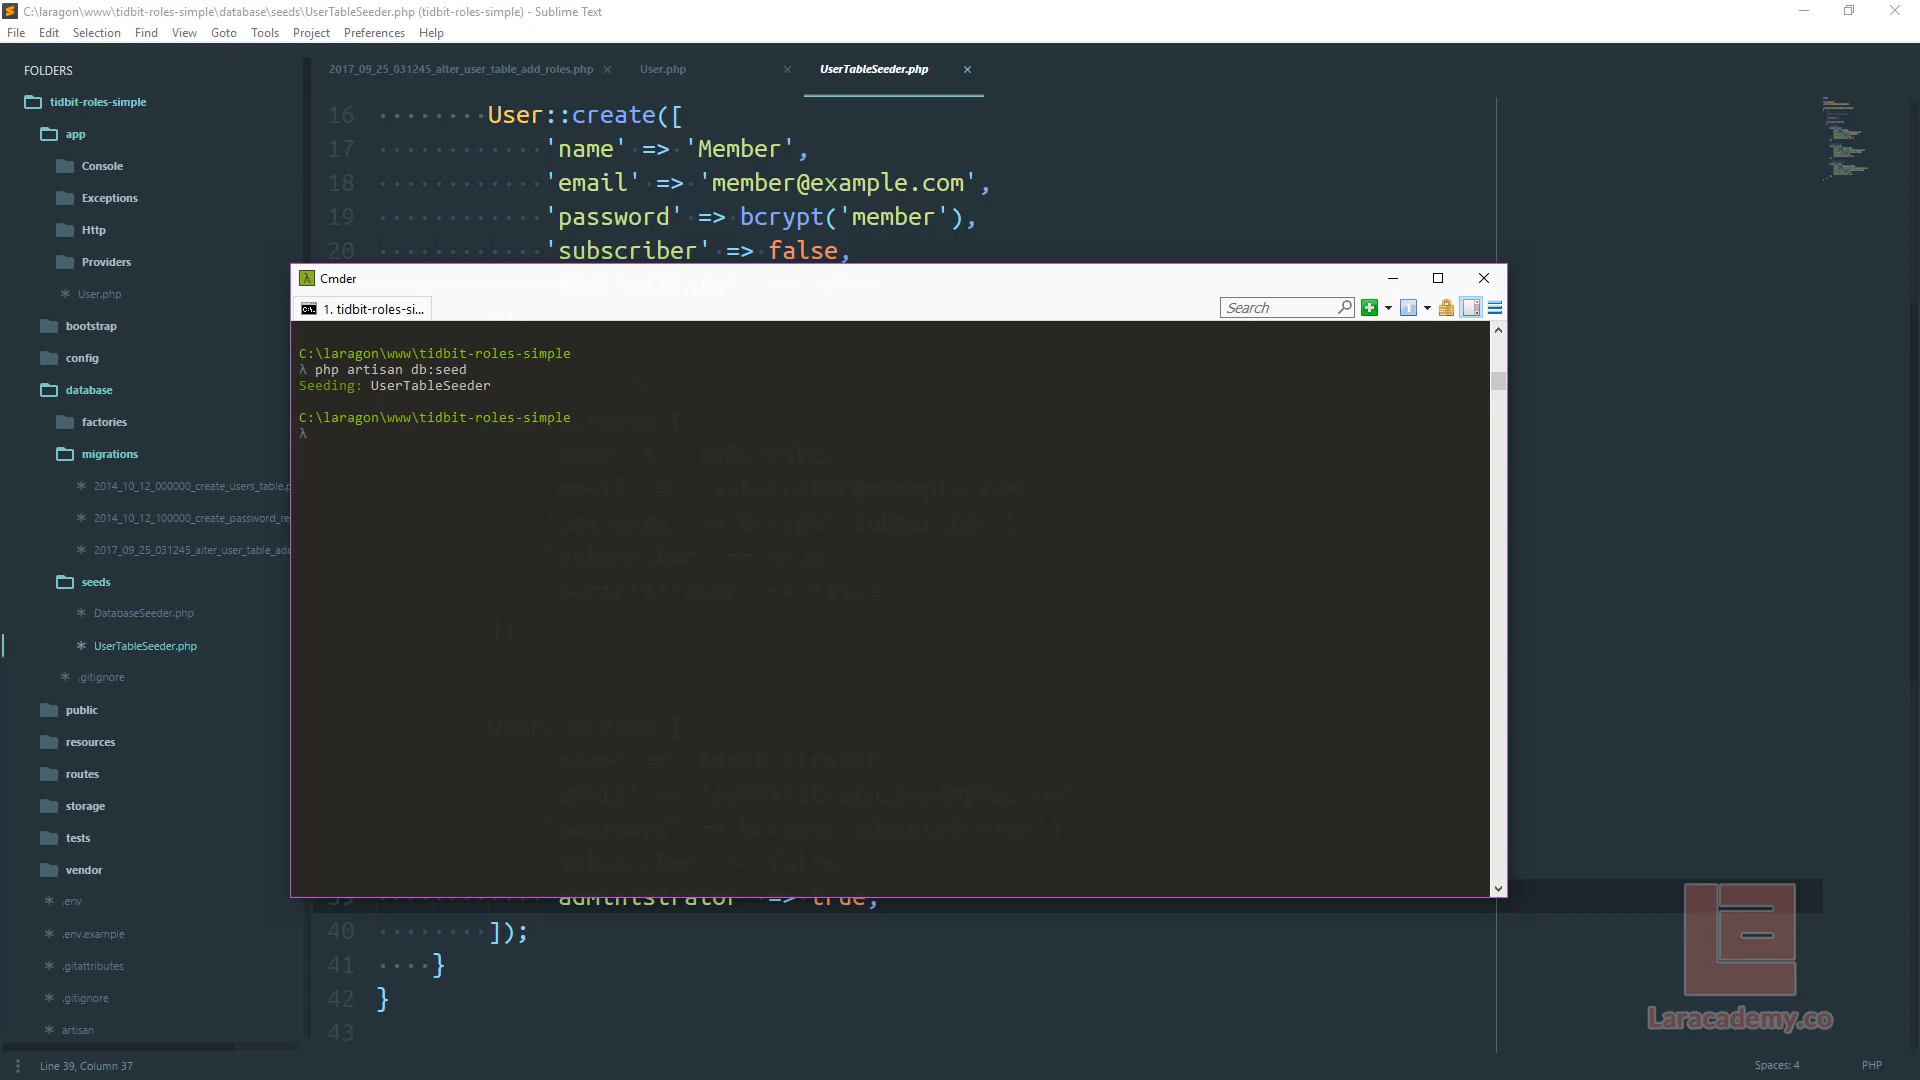 C:\laragon\www\tidbit-roles-simple\database\seeds\UserTableSeeder.php (tidbit-roles-simple) - Sublime Text
File Edit Selection Find View Goto Tools Project Preferences Help
FOLDERS
tidbit-roles-simple
app
Console
Exceptions
Http
Providers
User.php
bootstrap
config
database
factories
migrations
2014_10_12_000000_create_users_table.p
2014_10_12_100000_create_password_re
2017_09_25_031245_alter_user_table_add
seeds
DatabaseSeeder.php
UserTableSeeder.php
.gitignore
public
resources
routes
storage
tests
vendor
.env
.env.example
.gitattributes
.gitignore
artisan
2017_09_25_031245_alter_user_table_add_roles.php User.php UserTableSeeder.php
16 User::create([
17 'name' => 'Member',
18 'email' => 'member@example.com',
19 'password' => bcrypt('member'),
20 'subscriber' => false,
Cmder
1. tidbit-roles-si...
Search
C:\laragon\www\tidbit-roles-simple
λ php artisan db:seed
Seeding: UserTableSeeder
C:\laragon\www\tidbit-roles-simple
λ
39 'administrator' => true,
40 ]);
41 }
42 }
43
Laracademy.co
Line 39, Column 37
Spaces: 4
PHP